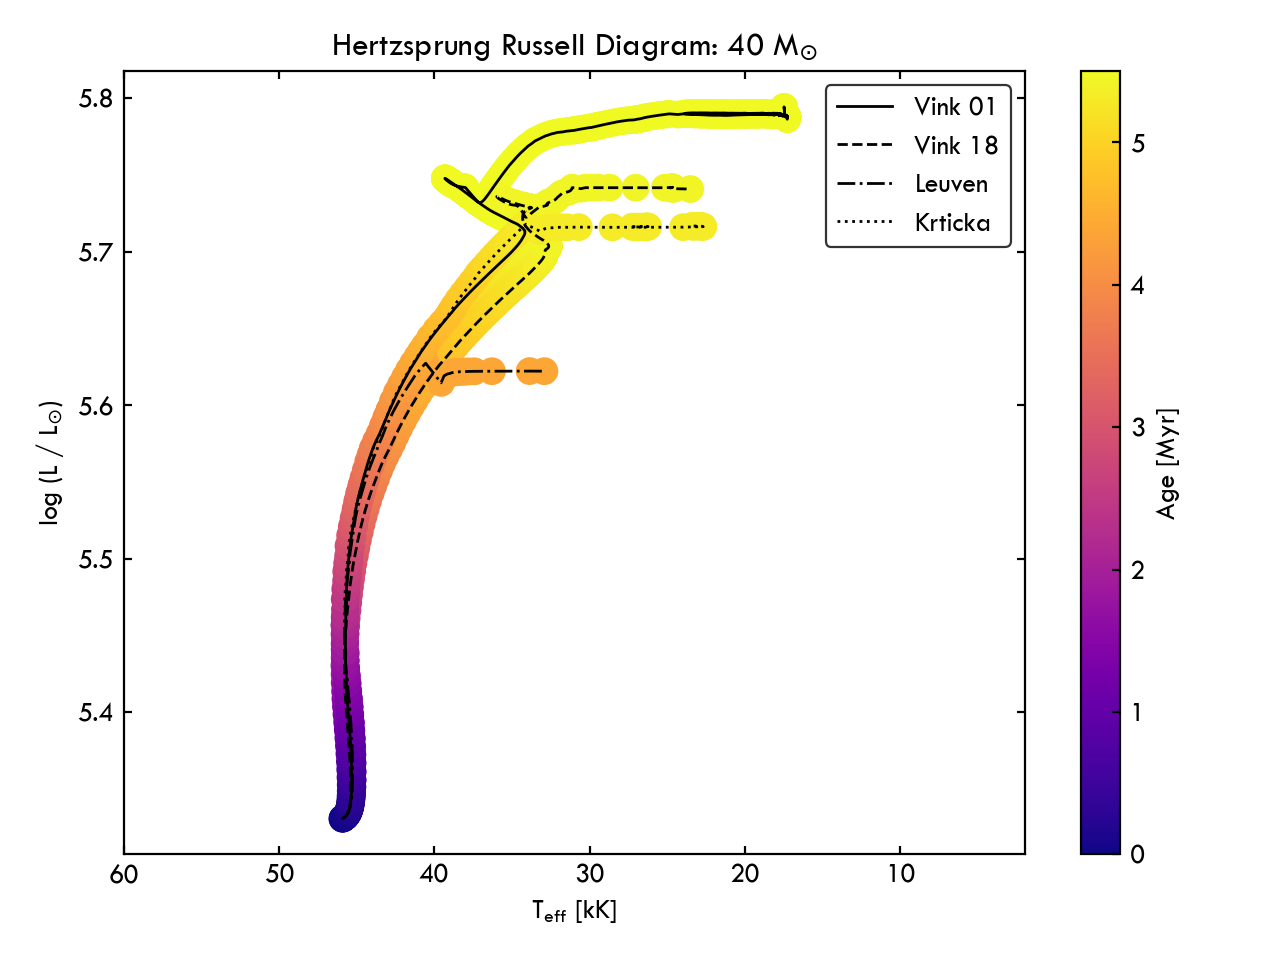 Hertzsprung Russell Diagram: 40 M☉
5.8
5.7
5.6
5.5
5.4
log (L / L☉)
60
50
40
30
20
10
T_eff [kK]
Vink 01
Vink 18
Leuven
Krticka
5
4
3
2
1
0
Age [Myr]